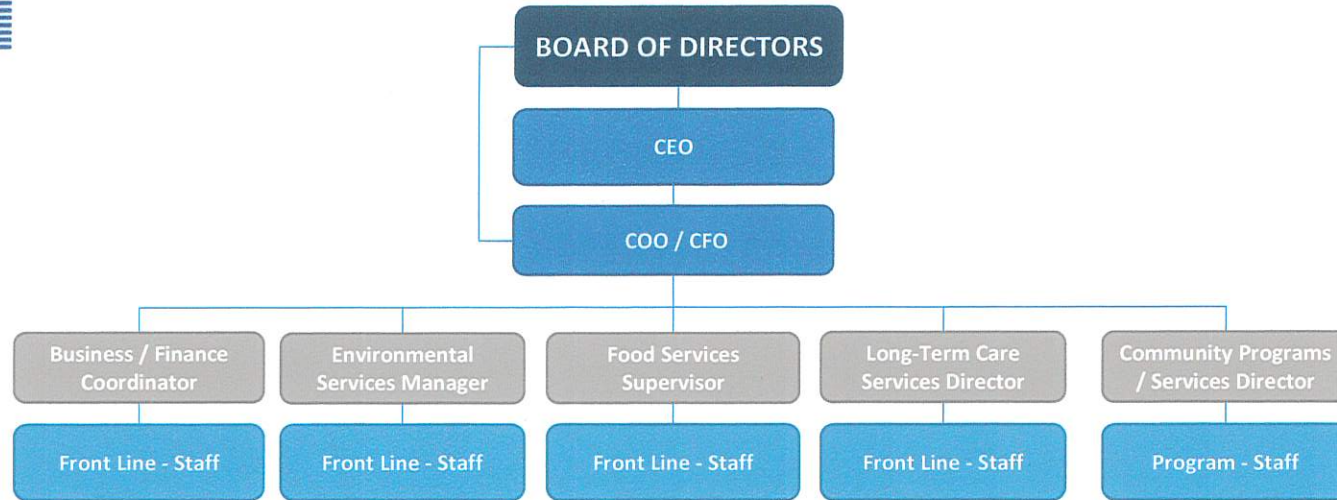 BOARD OF DIRECTORS
CEO
COO / CFO
Business / Finance
Coordinator
Environmental
Services Manager
Food Services
Supervisor
Long-Term Care
Services Director
Community Programs
/ Services Director
Front Line - Staff
Front Line - Staff
Front Line - Staff
Front Line - Staff
Program - Staff